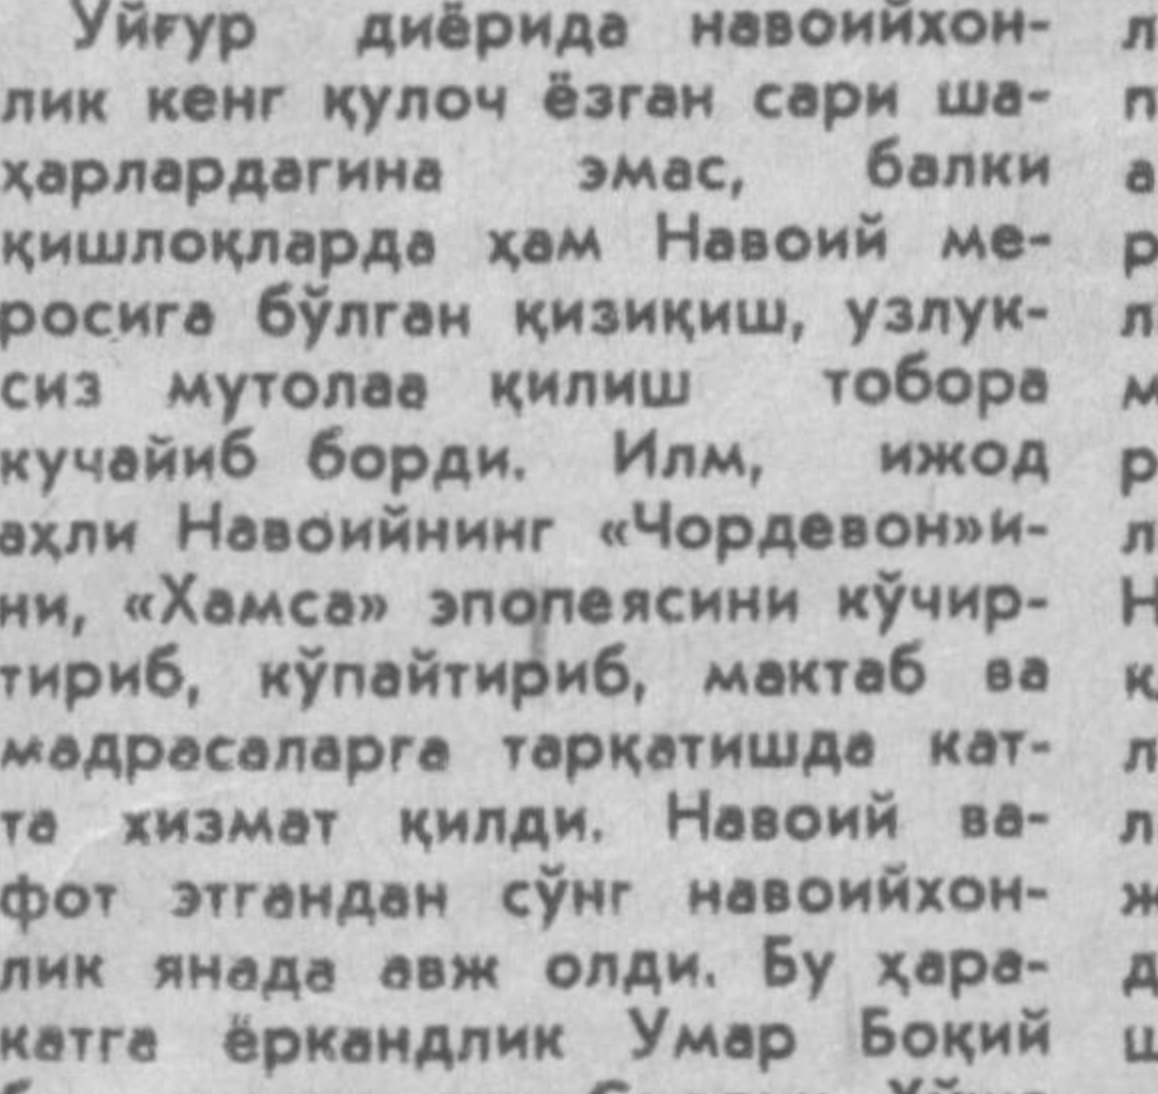 Уйғур диёрида навоийхон-
лик кенг қулоч ёзган сари ша-
ҳарлардагина эмас, балки
қишлоқларда ҳам Навоий ме-
росига бўлган қизиқиш, узлук-
сиз мутолаа қилиш тобора
кучайиб борди. Илм, ижод
аҳли Навоийнинг «Чордевон»и-
ни, «Хамса» эпопеясини кўчир-
тириб, кўпайтириб, мактаб ва
мадрасаларга тарқатишда кат-
та хизмат қилди. Навоий ва-
фот этгандан сўнг навоийхон-
лик янада авж олди. Бу ҳара-
катга ёркандлик Умар Боқий